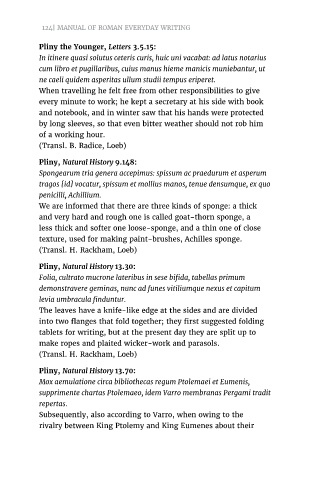 124] MANUAL OF ROMAN EVERYDAY WRITING
Pliny the Younger, Letters 3.5.15:
In itinere quasi solutus ceteris curis, huic uni vacabat: ad latus notarius
cum libro et pugillaribus, cuius manus hieme manicis muniebantur, ut
ne caeli quidem asperitas ullum studii tempus eriperet.
When travelling he felt free from other responsibilities to give
every minute to work; he kept a secretary at his side with book
and notebook, and in winter saw that his hands were protected
by long sleeves, so that even bitter weather should not rob him
of a working hour.
(Transl. B. Radice, Loeb)
Pliny, Natural History 9.148:
Spongearum tria genera accepimus: spissum ac praedurum et asperum
tragos [id] vocatur, spissum et mollius manos, tenue densumque, ex quo
penicilli, Achillium.
We are informed that there are three kinds of sponge: a thick
and very hard and rough one is called goat-thorn sponge, a
less thick and softer one loose-sponge, and a thin one of close
texture, used for making paint-brushes, Achilles sponge.
(Transl. H. Rackham, Loeb)
Pliny, Natural History 13.30:
Folia, cultrato mucrone lateribus in sese bifida, tabellas primum
demonstravere geminas, nunc ad funes vitiliumque nexus et capitum
levia umbracula finduntur.
The leaves have a knife-like edge at the sides and are divided
into two flanges that fold together; they first suggested folding
tablets for writing, but at the present day they are split up to
make ropes and plaited wicker-work and parasols.
(Transl. H. Rackham, Loeb)
Pliny, Natural History 13.70:
Mox aemulatione circa bibliothecas regum Ptolemaei et Eumenis,
supprimente chartas Ptolemaeo, idem Varro membranas Pergami tradit
repertas.
Subsequently, also according to Varro, when owing to the
rivalry between King Ptolemy and King Eumenes about their